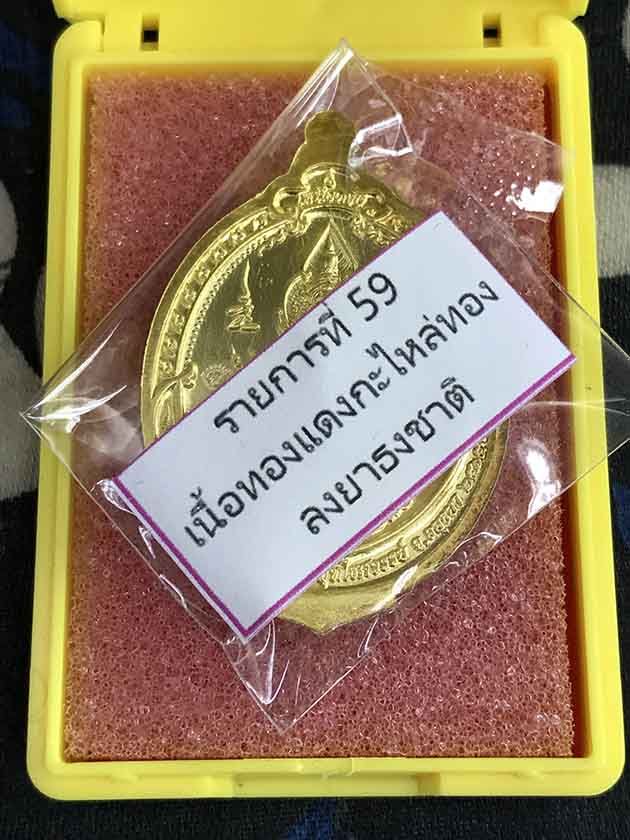 รายการที่ 59
เนื้อทองแดงกะไหล่ทอง
ลงยาธงชาติ